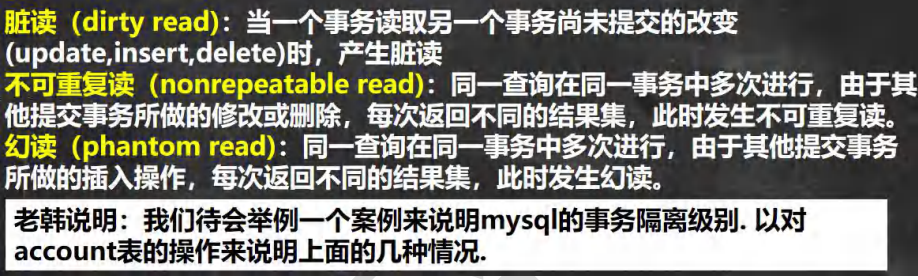 脏读（dirty read）：当一个事务读取另一个事务尚未提交的改变
(update,insert,delete)时，产生脏读
不可重复读（nonrepeatable read)：同一查询在同一事务中多次进行，由于其
他提交事务所做的修改或删除，每次返回不同的结果集，此时发生不可重复读。
幻读（phantom read)：同一查询在同一事务中多次进行，由于其他提交事务
所做的插入操作，每次返回不同的结果集，此时发生幻读。
老韩说明：我们待会举例一个案例来说明mysql的事务隔离级别. 以对
account表的操作来说明上面的几种情况.